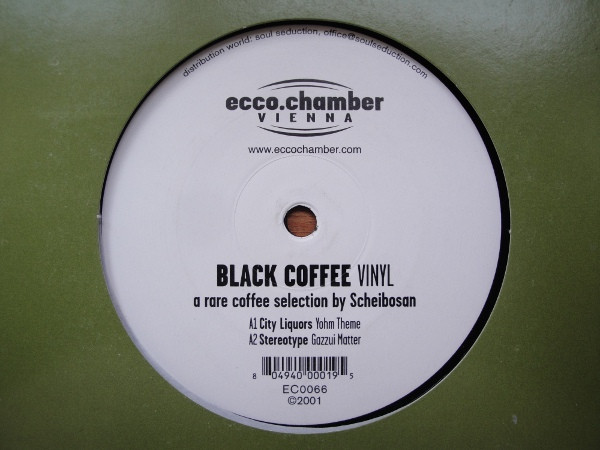 distribution world: soul seduction, office@soulseduction.com
ecco.chamber
VIENNA
www.eccochamber.com
BLACK COFFEE VINYL
a rare coffee selection by Scheibosan
A1 City Liquors Yohm Theme
A2 Stereotype Gazzui Matter
8 04940 00019 5
EC0066
©2001